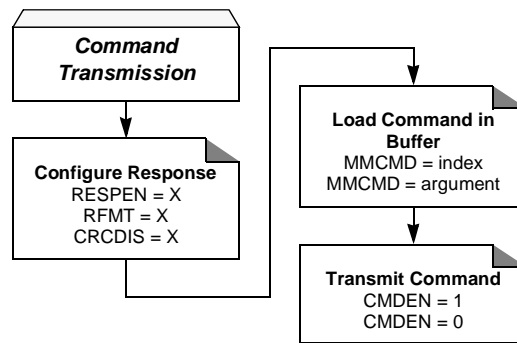 Command
Transmission
Configure Response
RESPEN = X
RFMT = X
CRCDIS = X
Load Command in
Buffer
MMCMD = index
MMCMD = argument
Transmit Command
CMDEN = 1
CMDEN = 0